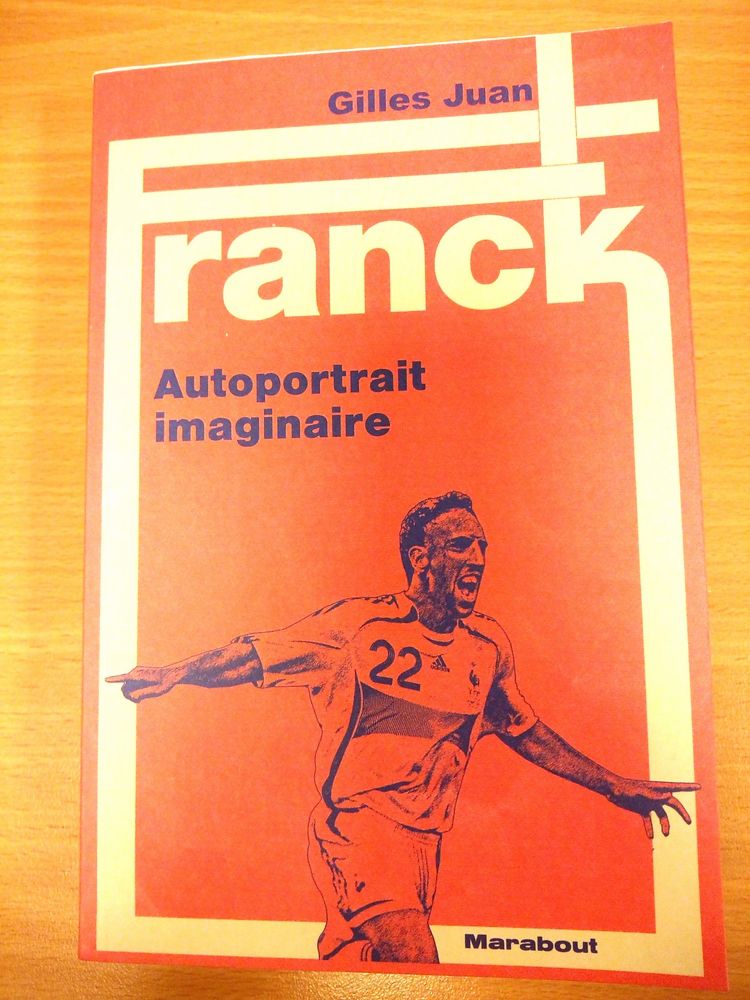 Gilles Juan
Franck
Autoportrait
imaginaire
22
Marabout